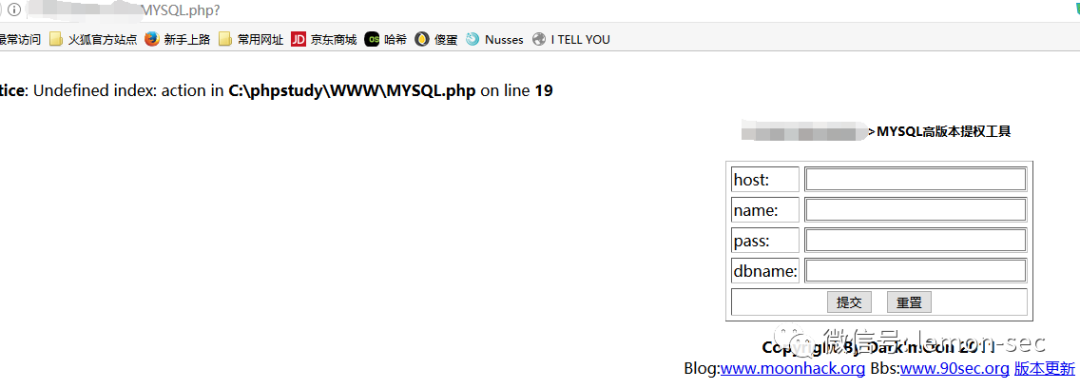 MYSQL.php?
最常访问 火狐官方站点 新手上路 常用网址 JD 京东商城 OS 哈希 傻蛋 Nusses I TELL YOU
tice: Undefined index: action in C:\phpstudy\WWW\MYSQL.php on line 19
>MYSQL高版本提权工具
host:
name:
pass:
dbname:
提交 重置
微信号: lemon-sec
Copyright By Dark'mOon 2011
Blog:www.moonhack.org Bbs:www.90sec.org 版本更新